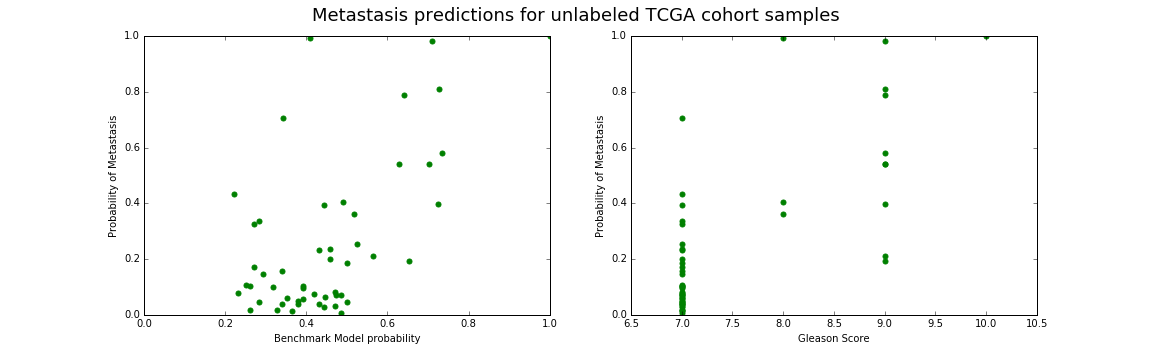 Metastasis predictions for unlabeled TCGA cohort samples
Probability of Metastasis
1.0
0.8
0.6
0.4
0.2
0.0
0.0 0.2 0.4 0.6 0.8 1.0
Benchmark Model probability
Probability of Metastasis
1.0
0.8
0.6
0.4
0.2
0.0
6.5 7.0 7.5 8.0 8.5 9.0 9.5 10.0 10.5
Gleason Score